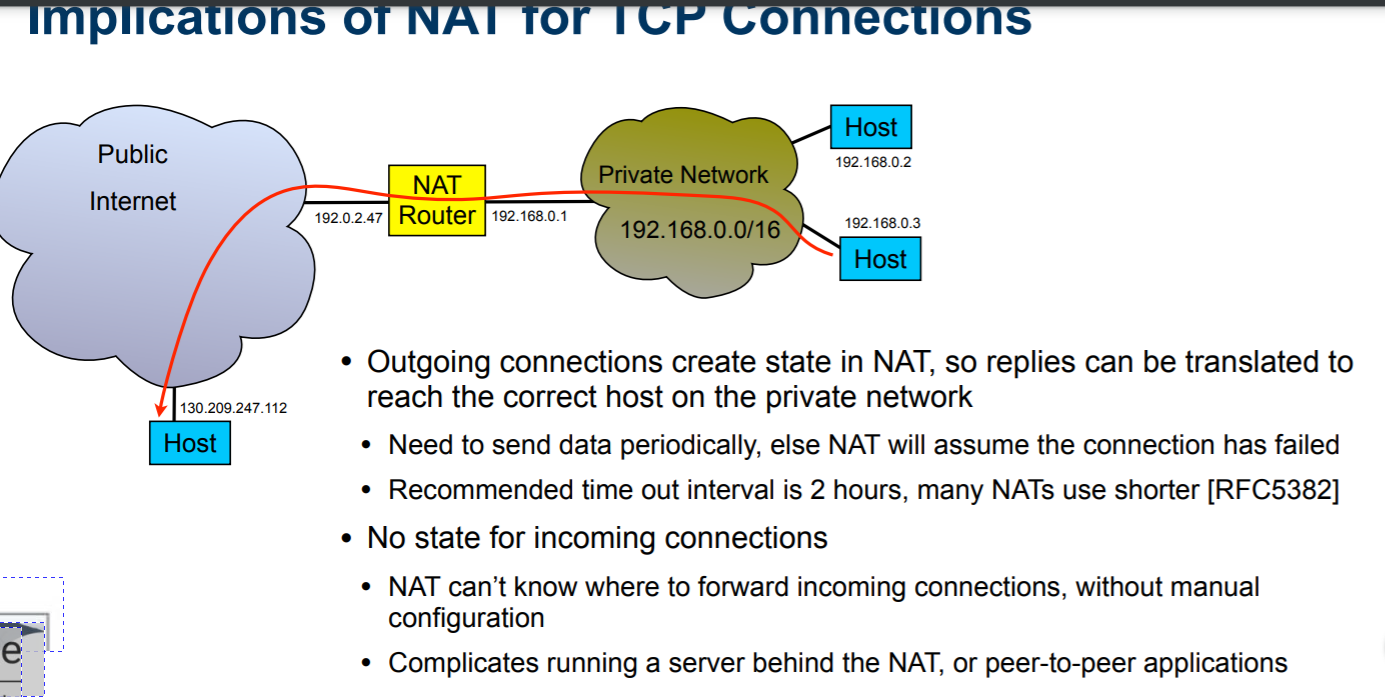 Implications of NAT for TCP Connections
Public
Internet
192.0.2.47
NAT
Router
192.168.0.1
Private Network
192.168.0.0/16
Host
192.168.0.2
192.168.0.3
Host
130.209.247.112
Host
• Outgoing connections create state in NAT, so replies can be translated to
reach the correct host on the private network
• Need to send data periodically, else NAT will assume the connection has failed
• Recommended time out interval is 2 hours, many NATs use shorter [RFC5382]
• No state for incoming connections
• NAT can’t know where to forward incoming connections, without manual
configuration
• Complicates running a server behind the NAT, or peer-to-peer applications
e